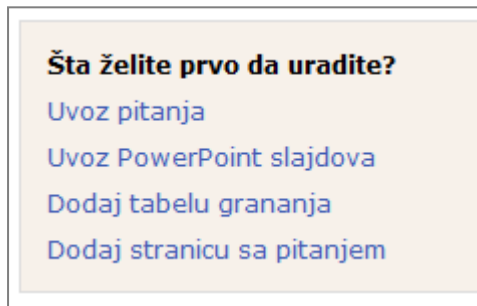 Šta želite prvo da uradite?
Uvoz pitanja
Uvoz PowerPoint slajdova
Dodaj tabelu grananja
Dodaj stranicu sa pitanjem